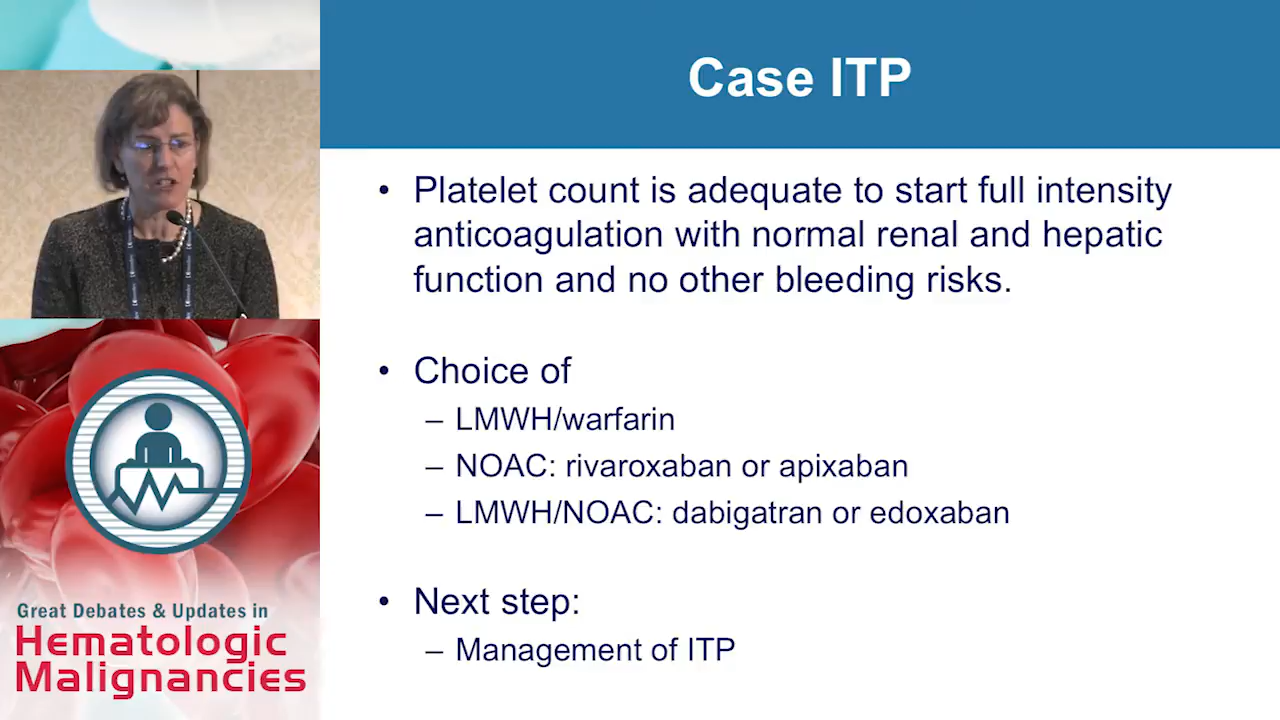 Case ITP
• Platelet count is adequate to start full intensity
anticoagulation with normal renal and hepatic
function and no other bleeding risks.
• Choice of
– LMWH/warfarin
– NOAC: rivaroxaban or apixaban
– LMWH/NOAC: dabigatran or edoxaban
• Next step:
– Management of ITP
Great Debates & Updates in
Hematologic
Malignancies